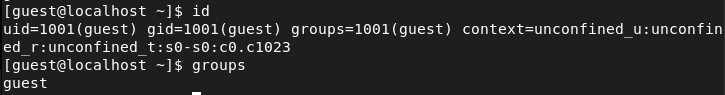 [guest@localhost ~]$ id
uid=1001(guest) gid=1001(guest) groups=1001(guest) context=unconfined_u:unconfin
ed_r:unconfined_t:s0-s0:c0.c1023
[guest@localhost ~]$ groups
guest